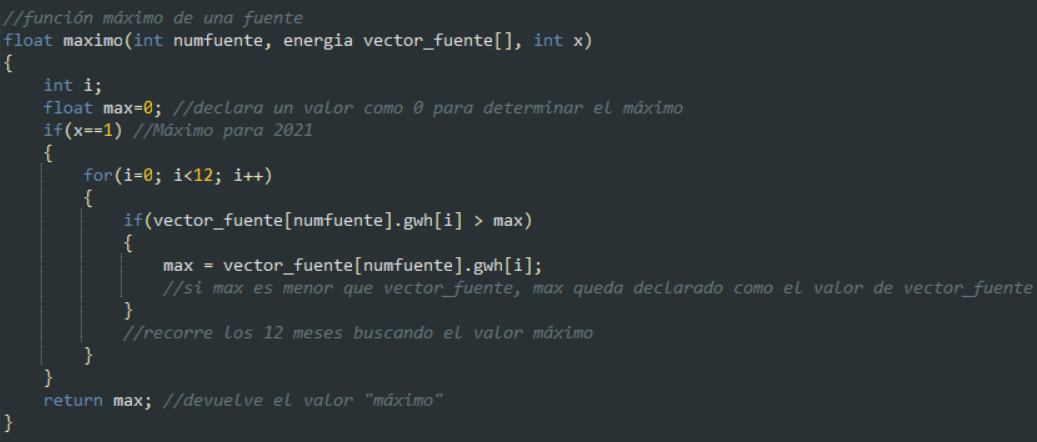 //función máximo de una fuente
float maximo(int numfuente, energia vector_fuente[], int x)
{
    int i;
    float max=0; //declara un valor como 0 para determinar el máximo
    if(x==1) //Máximo para 2021
    {
        for(i=0; i<12; i++)
        {
            if(vector_fuente[numfuente].gwh[i] > max)
            {
                max = vector_fuente[numfuente].gwh[i];
                //si max es menor que vector_fuente, max queda declarado como el valor de vector_fuente
            }
            //recorre los 12 meses buscando el valor máximo
        }
    }
    return max; //devuelve el valor "máximo"
}